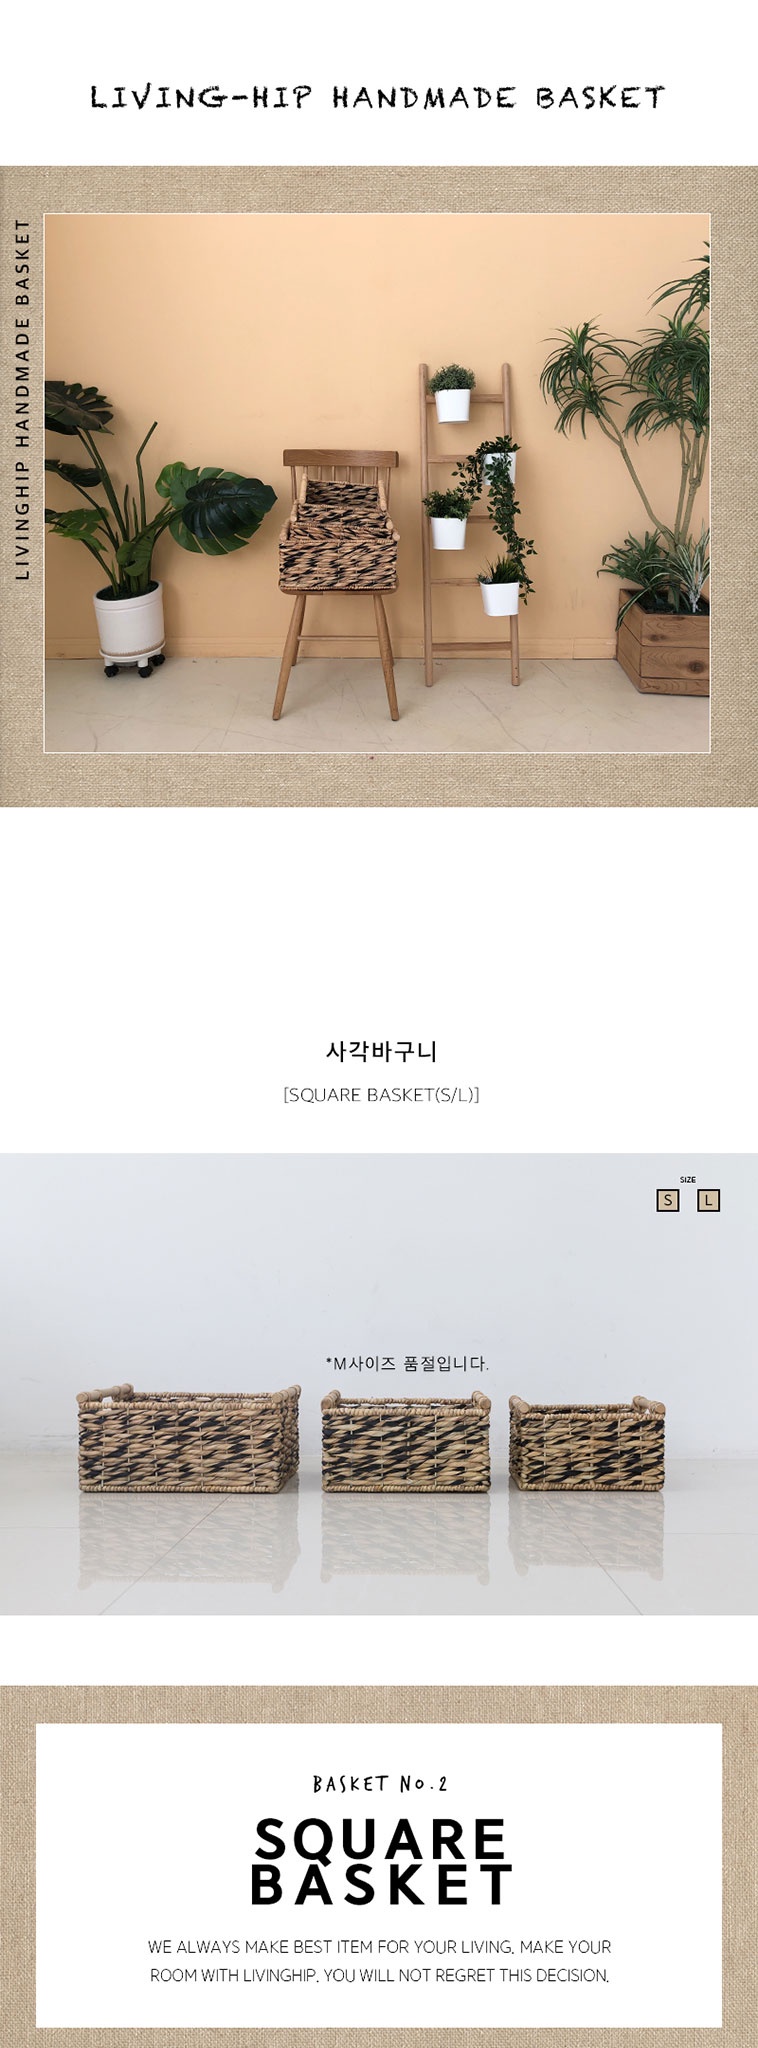 LIVING-HIP HANDMADE BASKET
LIVINGHIP HANDMADE BASKET
사각바구니
[SQUARE BASKET(S/L)]
SIZE
S L
*M사이즈 품절입니다.
BASKET No.2
SQUARE
BASKET
WE ALWAYS MAKE BEST ITEM FOR YOUR LIVING. MAKE YOUR
ROOM WITH LIVINGHIP. YOU WILL NOT REGRET THIS DECISION.